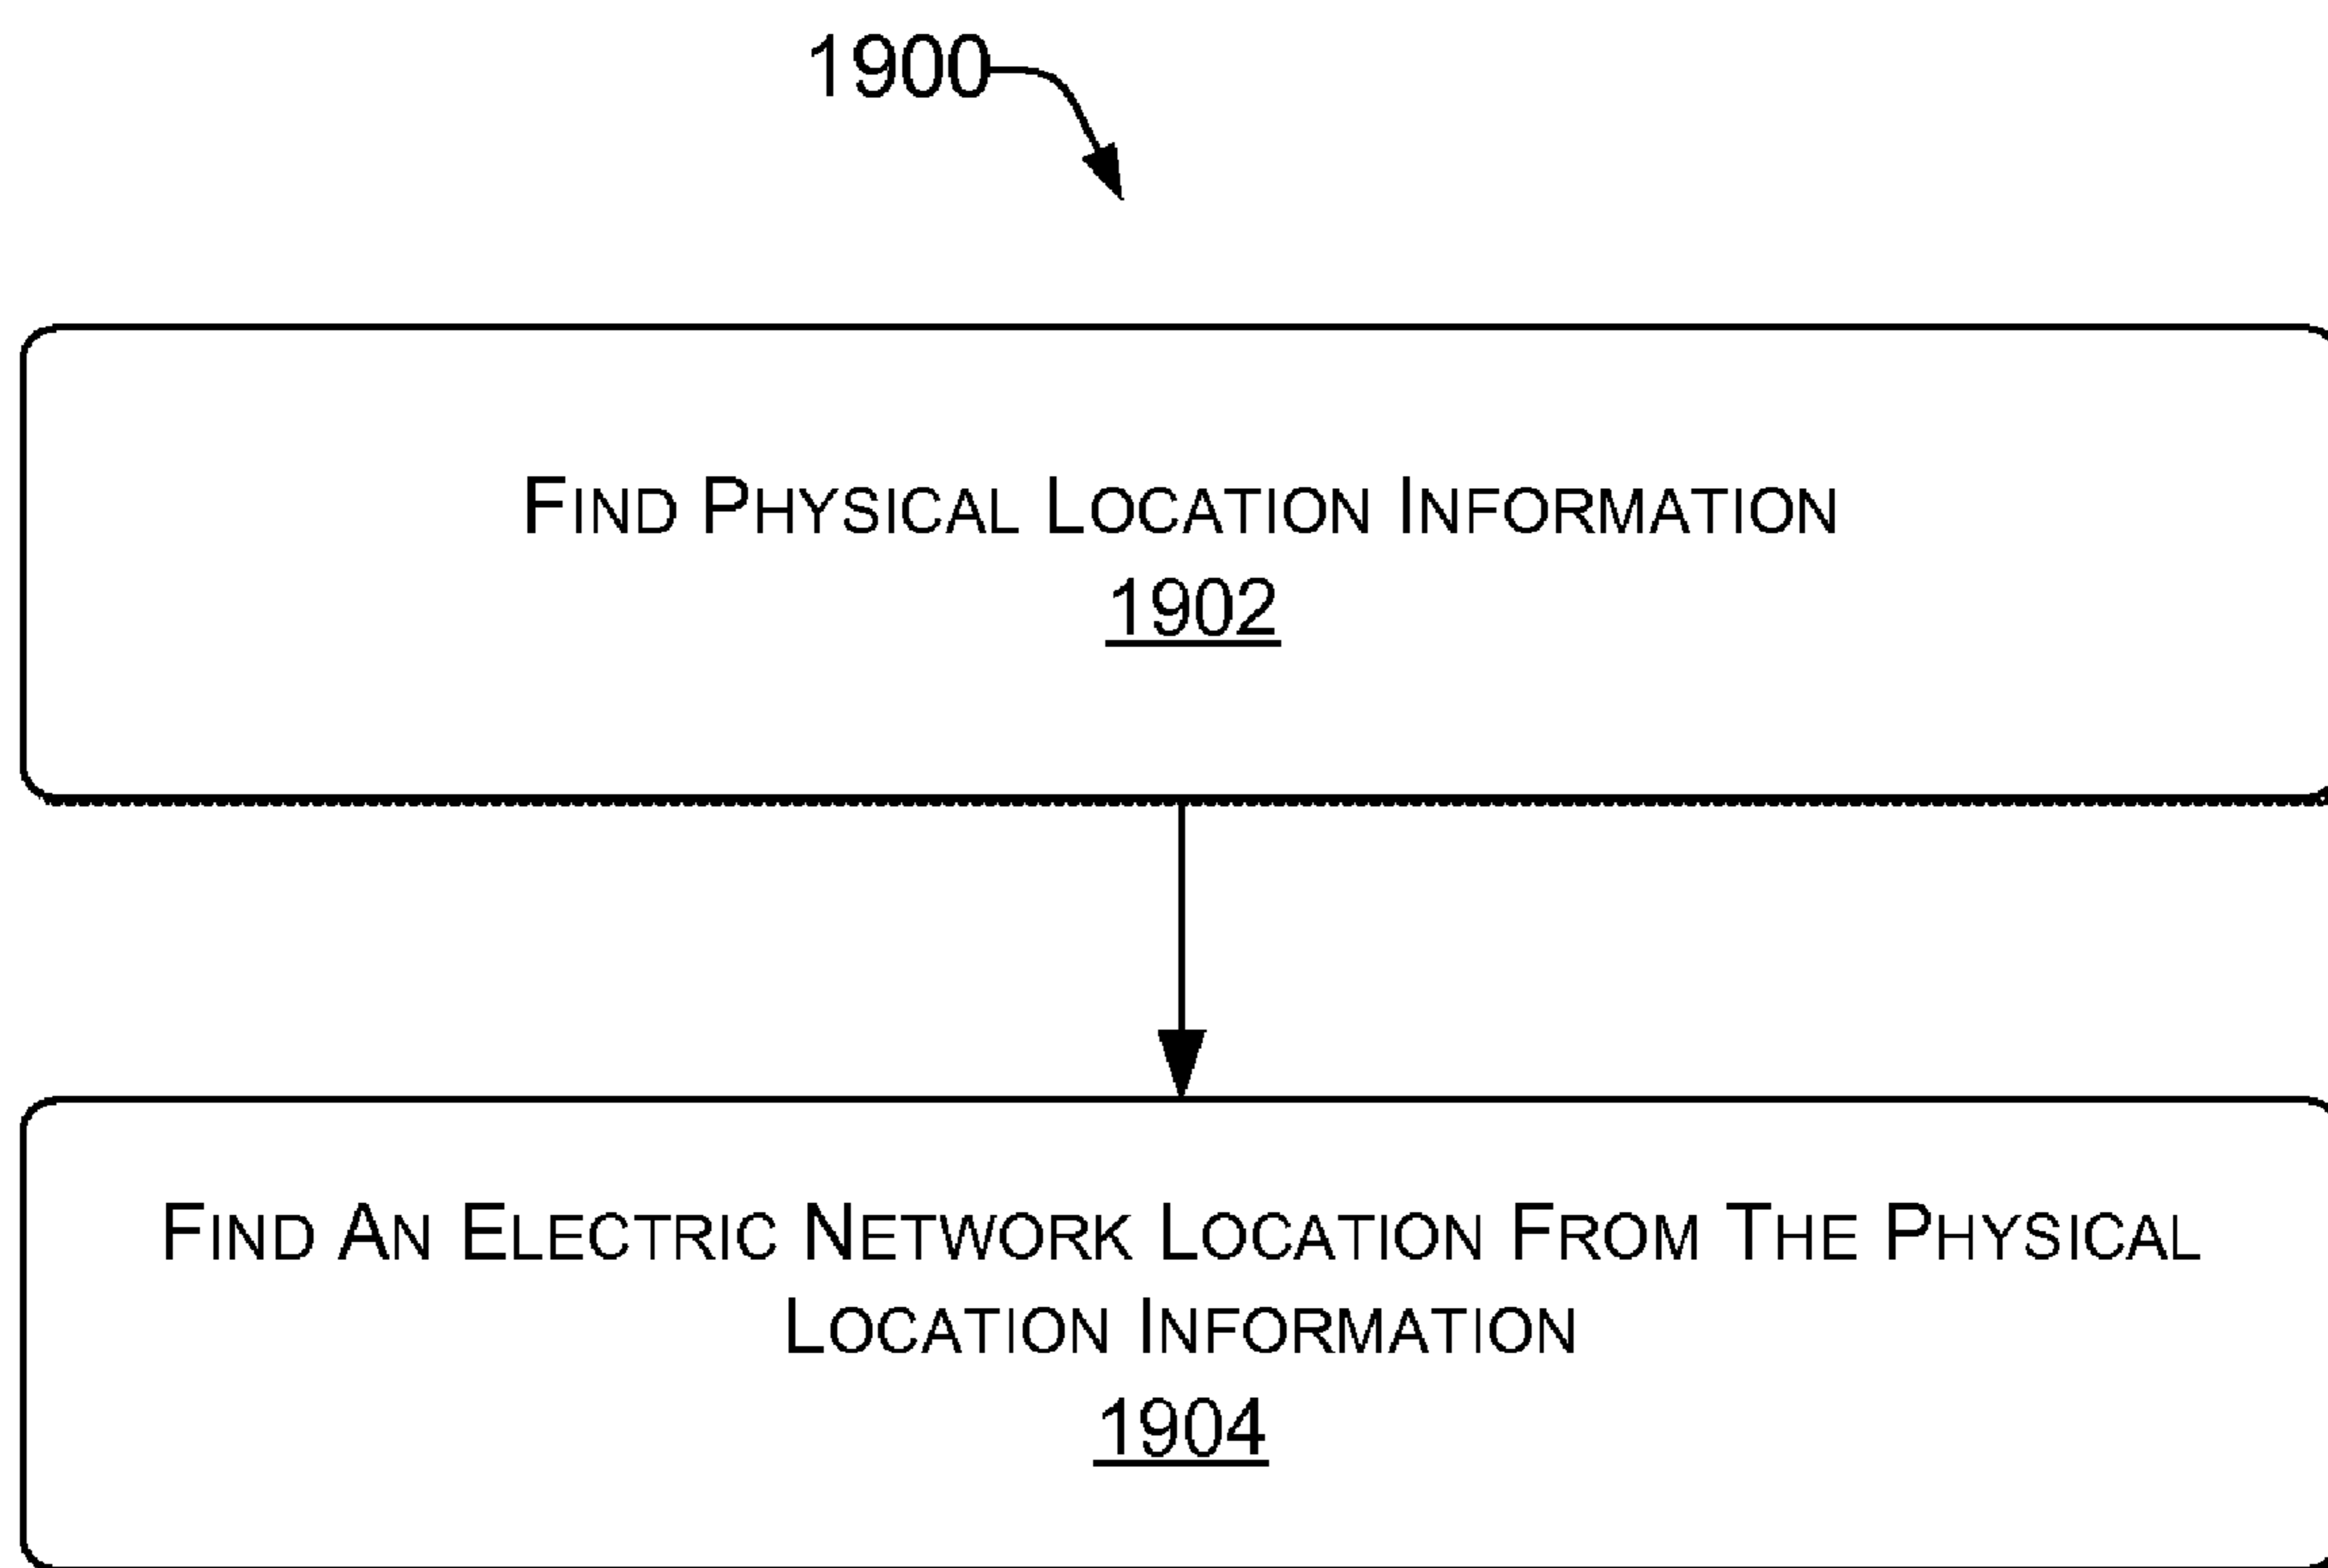 1900
FIND PHYSICAL LOCATION INFORMATION
1902
FIND AN ELECTRIC NETWORK LOCATION FROM THE PHYSICAL
LOCATION INFORMATION
1904